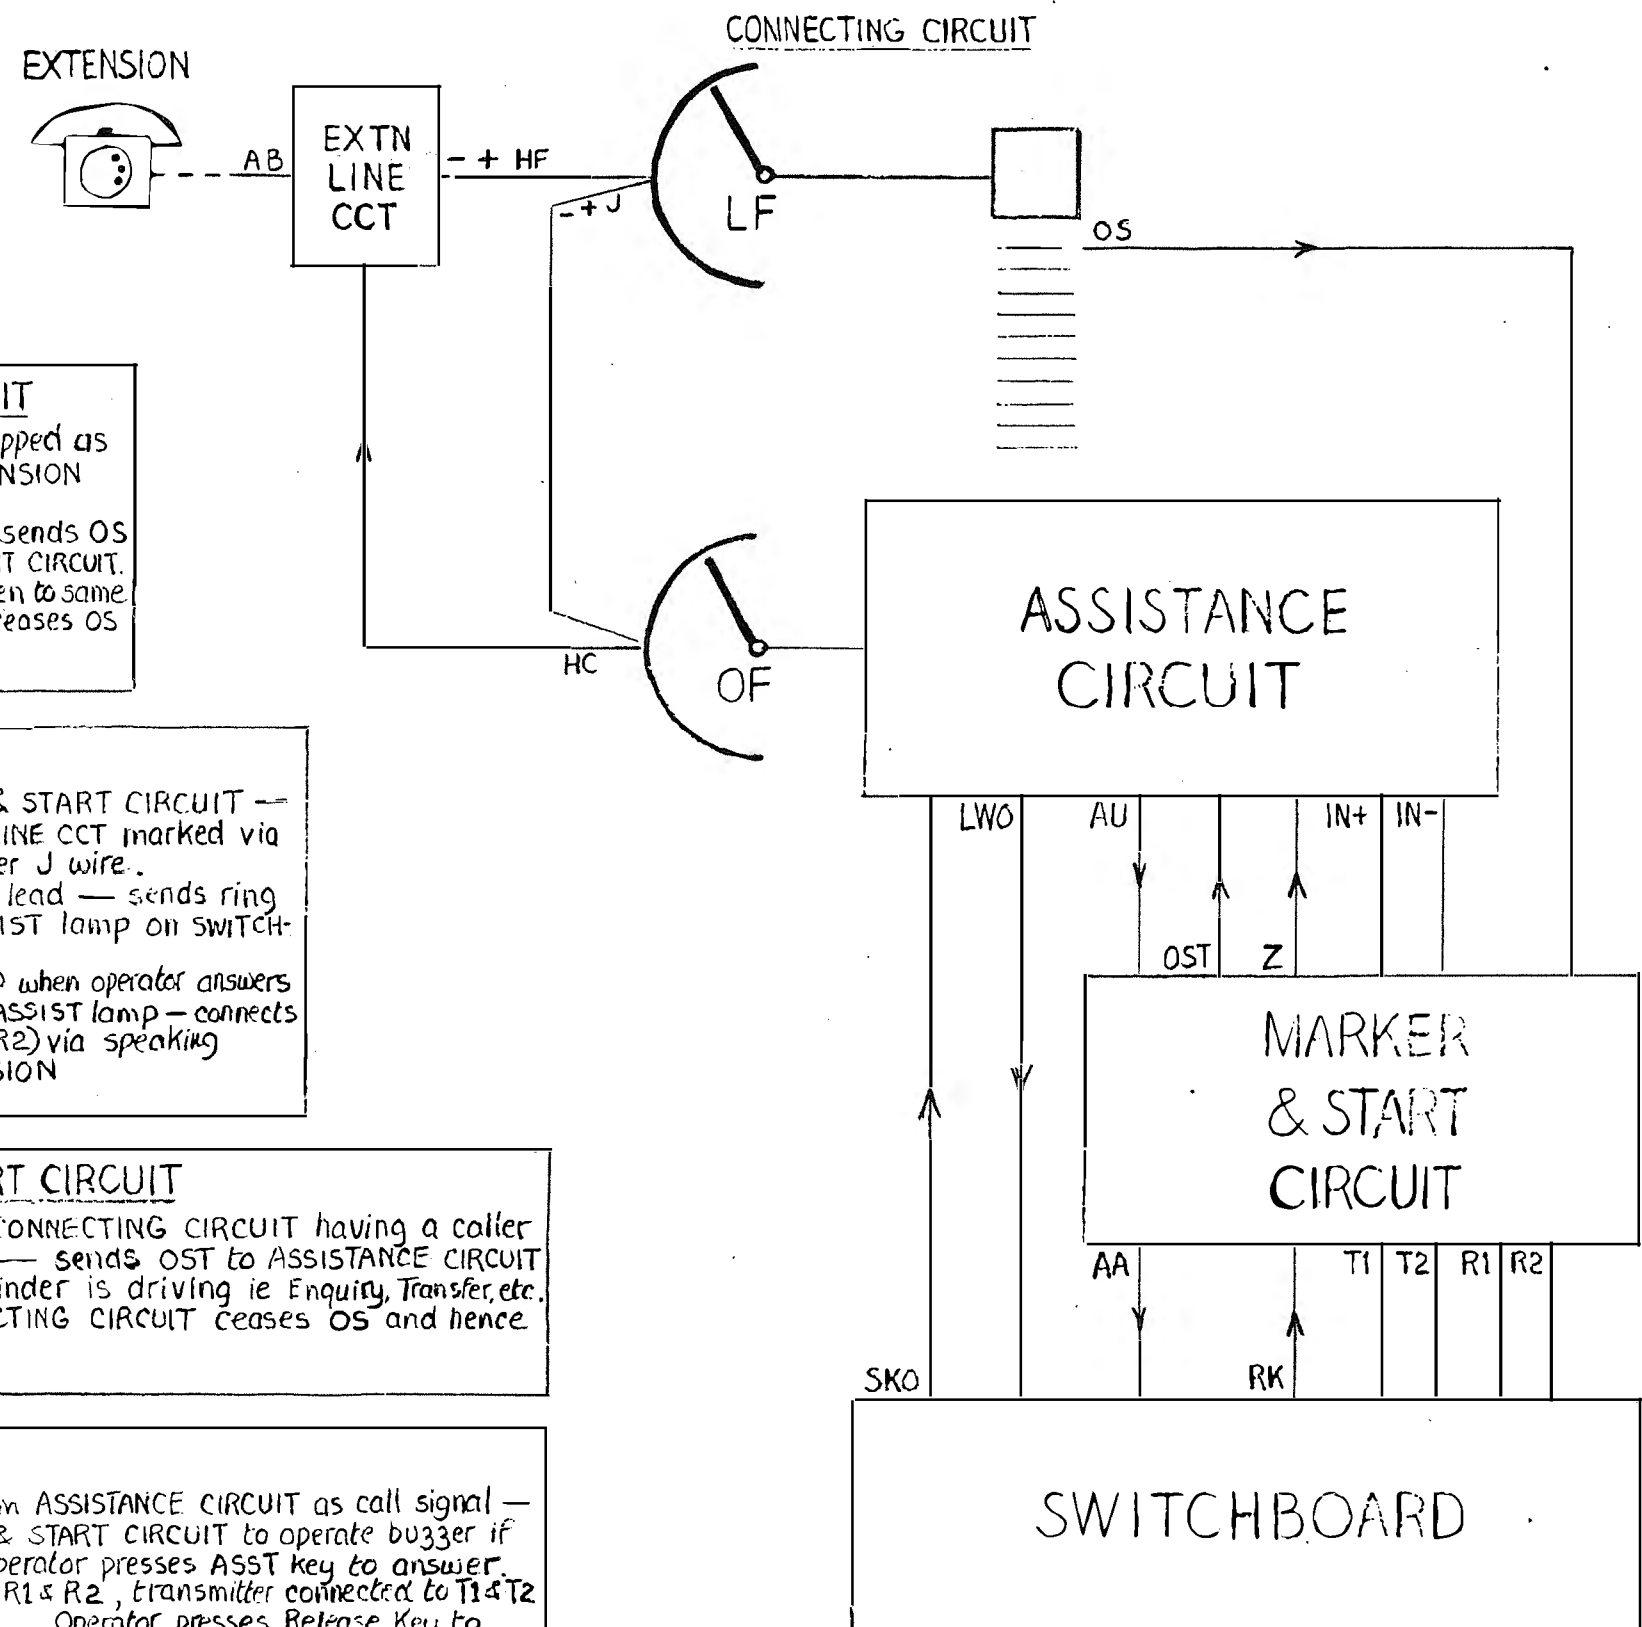 CONNECTING CIRCUIT
EXTENSION
AB
EXTN
LINE
CCT
- + HF
- + J
LF
OS
IT
pped as
NSION
sends OS
T CIRCUIT.
en to same
eases OS
HC
OF
ASSISTANCE
CIRCUIT
& START CIRCUIT —
INE CCT marked via
er J wire.
lead — sends ring
IST lamp on SWITCH-
when operator answers
ASSIST lamp — connects
R2) via speaking
SION
LWO
AU
IN+
IN-
OST
Z
MARKER
& START
CIRCUIT
RT CIRCUIT
CONNECTING CIRCUIT having a caller
— sends OST to ASSISTANCE CIRCUIT
inder is driving ie Enquiry, Transfer, etc.
CTING CIRCUIT ceases OS and hence
AA
T1
T2
R1
R2
SKO
RK
SWITCHBOARD
n ASSISTANCE CIRCUIT as call signal —
& START CIRCUIT to operate buzzer if
perator presses ASST key to answer.
R1 & R2, transmitter connected to T1 & T2
Operator presses Release Key to